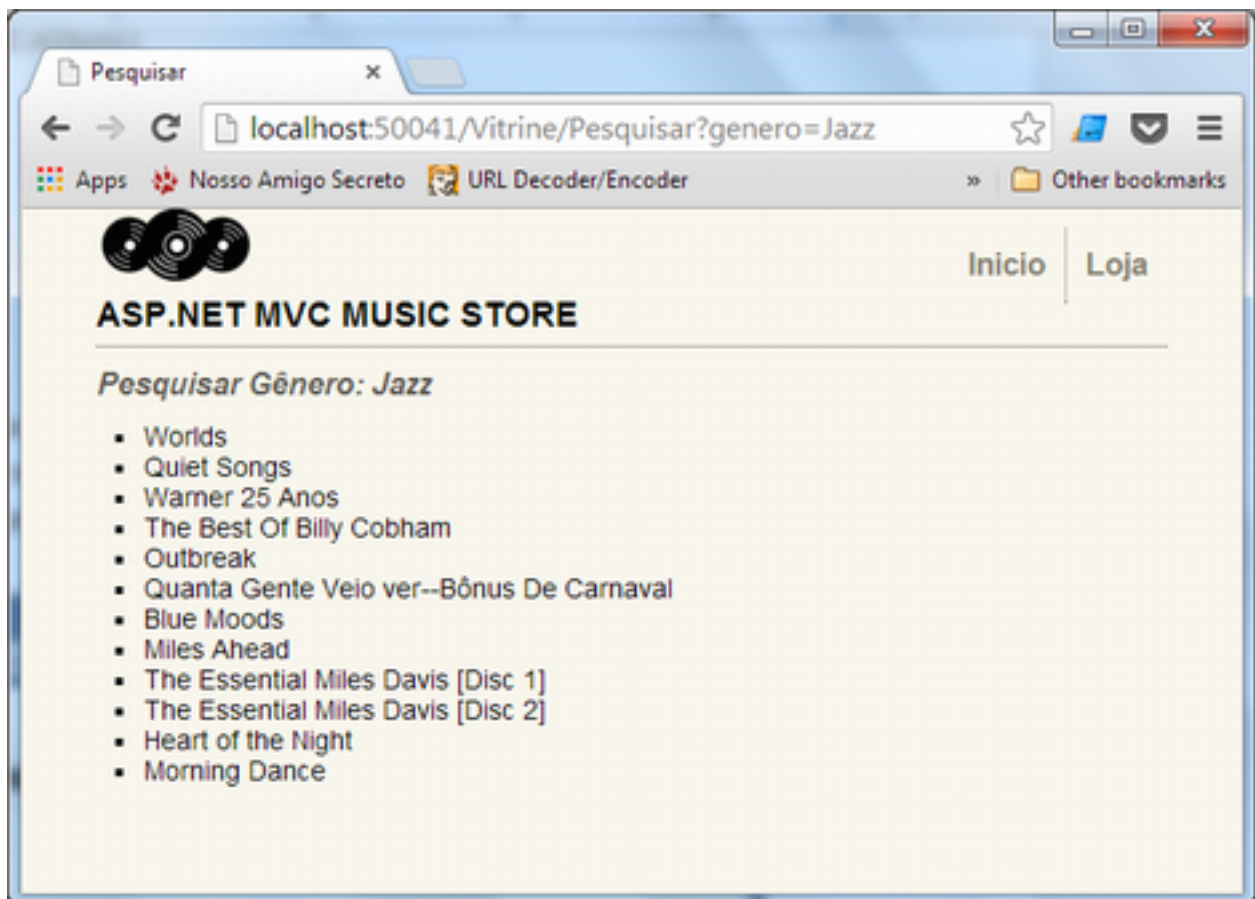 Pesquisar
localhost:50041/Vitrine/Pesquisar?genero=Jazz
Apps Nosso Amigo Secreto URL Decoder/Encoder » Other bookmarks
Inicio Loja
ASP.NET MVC MUSIC STORE
Pesquisar Gênero: Jazz
Worlds
Quiet Songs
Warner 25 Anos
The Best Of Billy Cobham
Outbreak
Quanta Gente Veio ver--Bônus De Carnaval
Blue Moods
Miles Ahead
The Essential Miles Davis [Disc 1]
The Essential Miles Davis [Disc 2]
Heart of the Night
Morning Dance